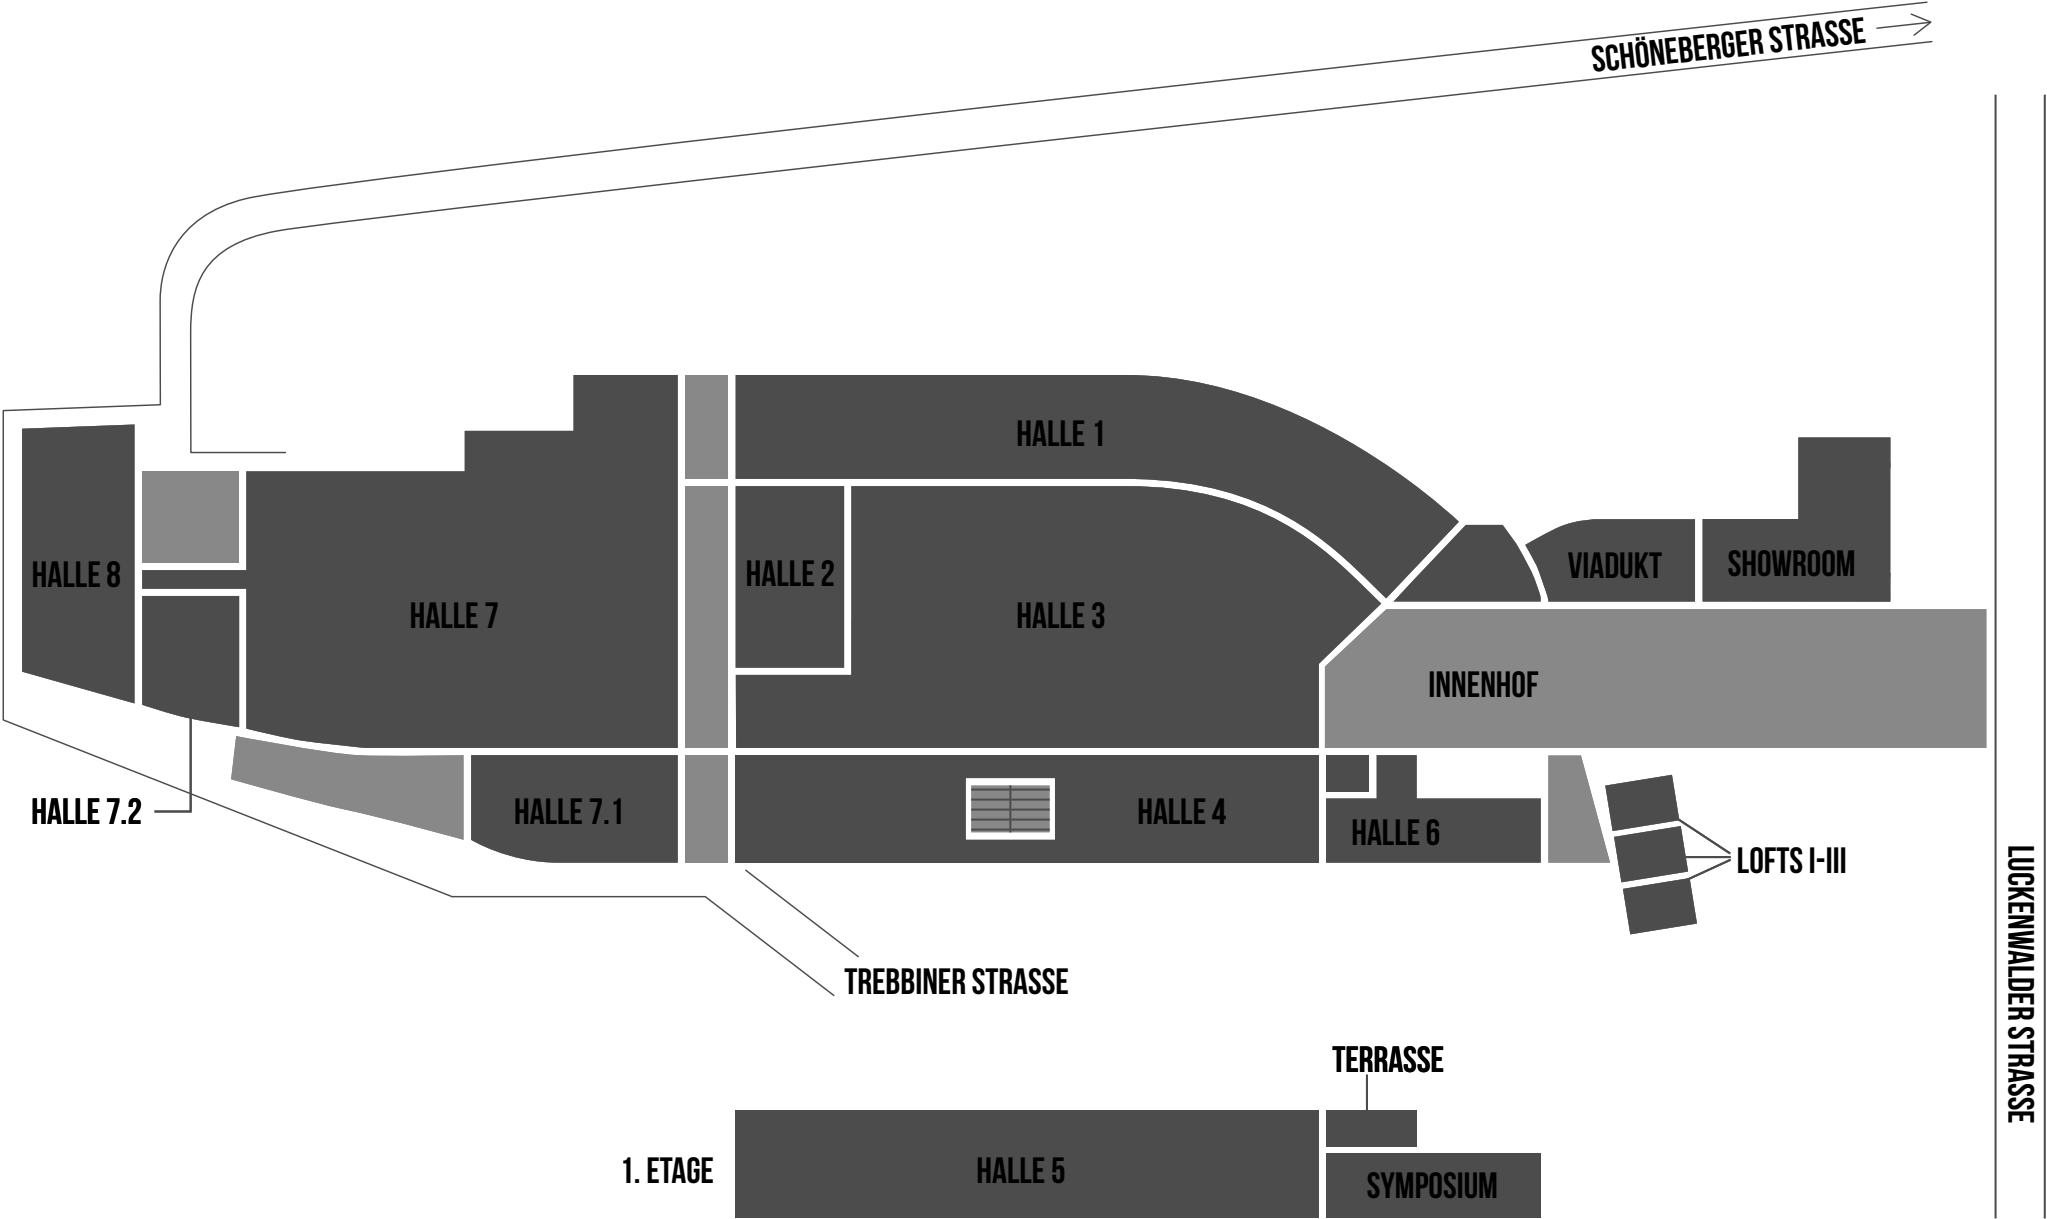 SCHÖNEBERGER STRASSE
HALLE 1
HALLE 8
HALLE 7
HALLE 2
HALLE 3
VIADUKT
SHOWROOM
INNENHOF
HALLE 7.2
HALLE 7.1
HALLE 4
HALLE 6
LOFTS I-III
LUCKENWALDER STRASSE
TREBBINER STRASSE
TERRASSE
1. ETAGE
HALLE 5
SYMPOSIUM